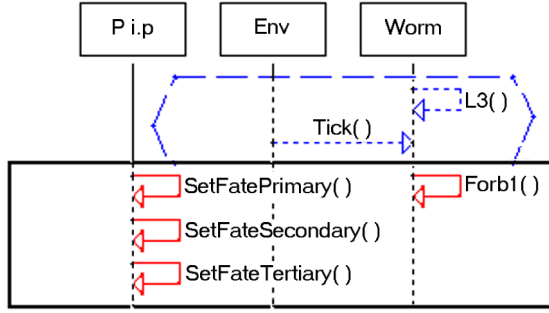 P i.p Env Worm
L3( )
Tick( )
SetFatePrimary( ) Forb1( )
SetFateSecondary( )
SetFateTertiary( )